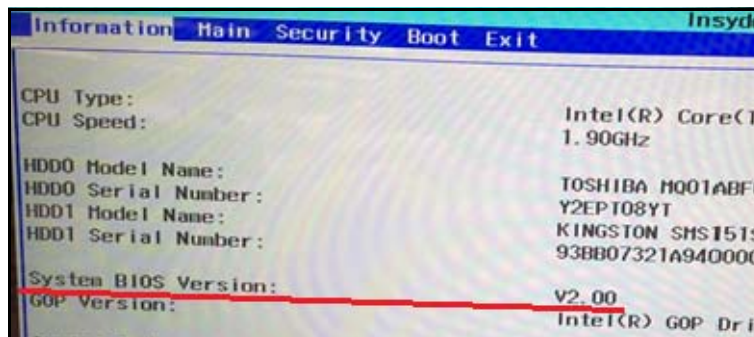 Insyd
Information Main Security Boot Exit
CPU Type: Intel(R) Core(T
CPU Speed: 1.90GHz
HDD0 Model Name: TOSHIBA MQ01ABF
HDD0 Serial Number: Y2EPT08YT
HDD1 Model Name: KINGSTON SMS151S
HDD1 Serial Number: 93BB07321A940000
System BIOS Version: V2.00
GOP Version: Intel(R) GOP Dri